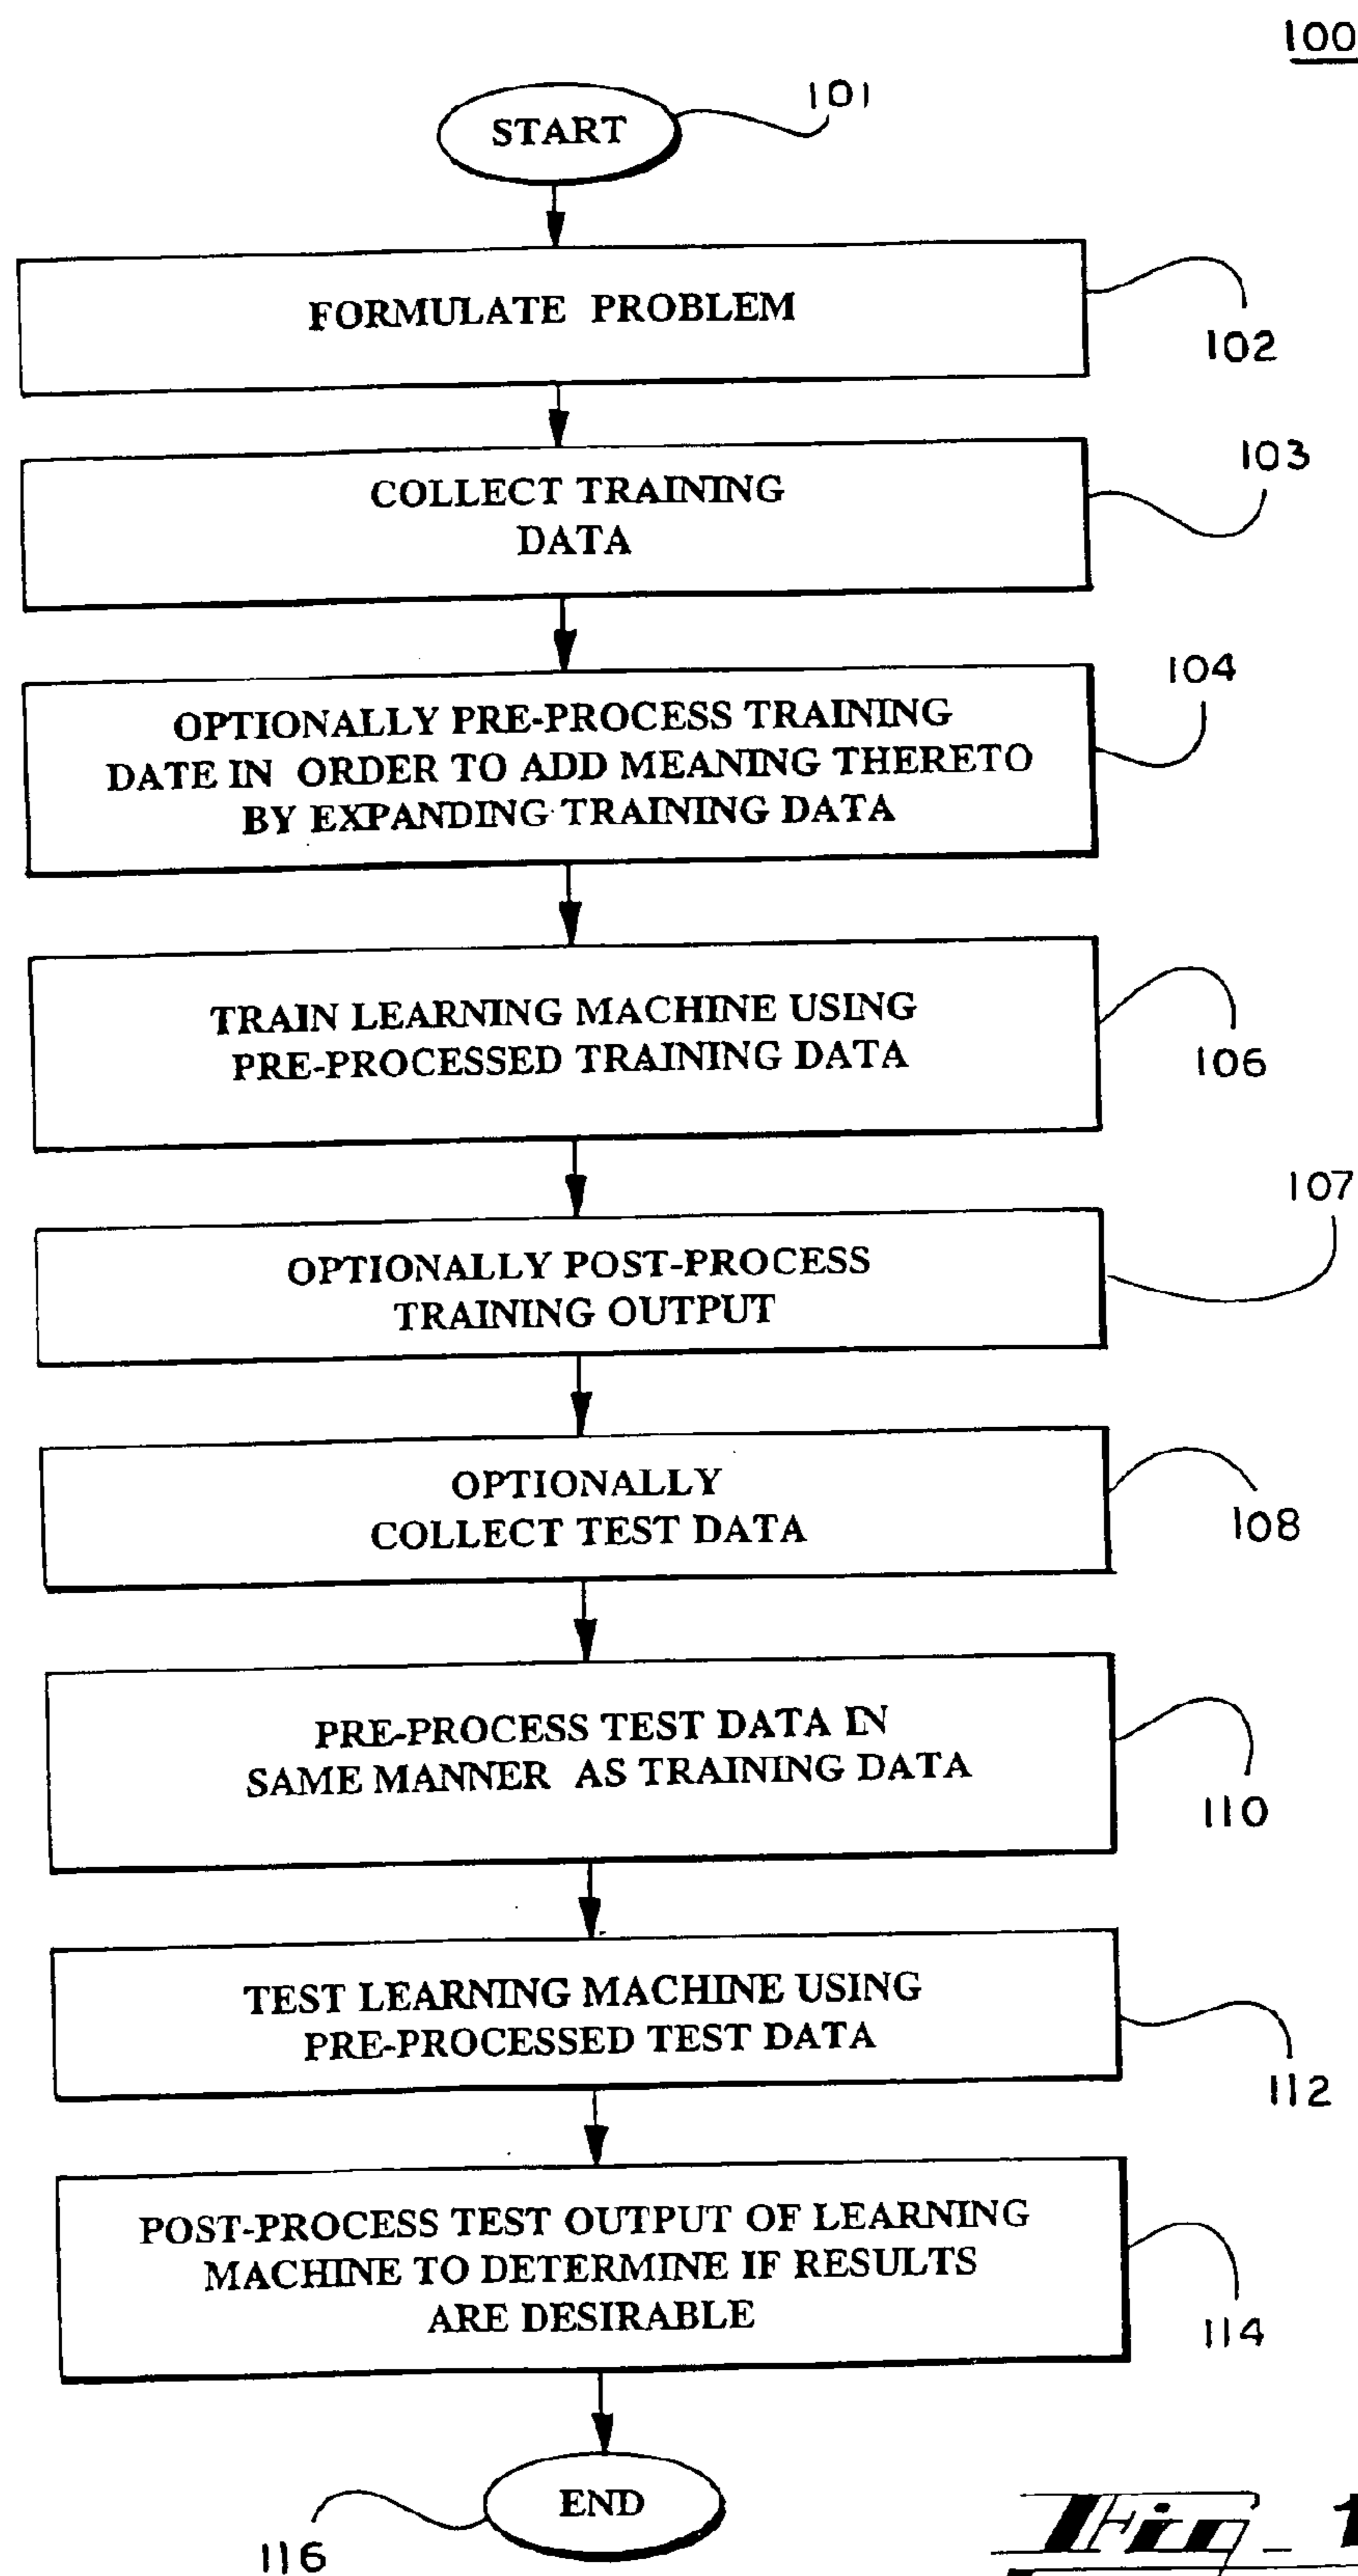 100
START
101
FORMULATE PROBLEM
102
COLLECT TRAINING
DATA
103
OPTIONALLY PRE-PROCESS TRAINING
DATE IN ORDER TO ADD MEANING THERETO
BY EXPANDING TRAINING DATA
104
TRAIN LEARNING MACHINE USING
PRE-PROCESSED TRAINING DATA
106
OPTIONALLY POST-PROCESS
TRAINING OUTPUT
107
OPTIONALLY
COLLECT TEST DATA
108
PRE-PROCESS TEST DATA IN
SAME MANNER AS TRAINING DATA
110
TEST LEARNING MACHINE USING
PRE-PROCESSED TEST DATA
112
POST-PROCESS TEST OUTPUT OF LEARNING
MACHINE TO DETERMINE IF RESULTS
ARE DESIRABLE
114
END
116
Fig_1